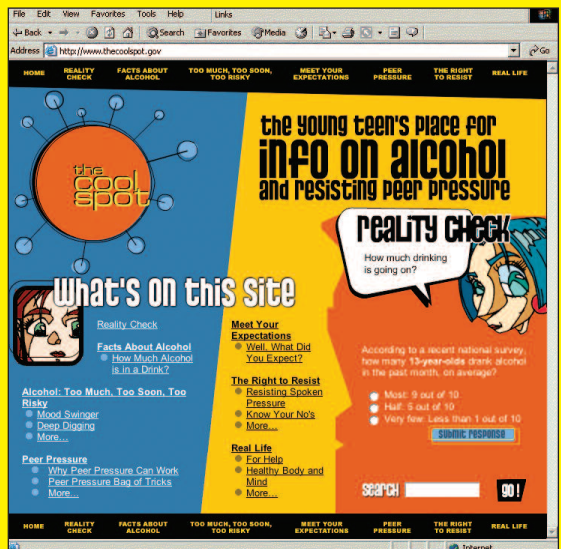 File Edit View Favorites Tools Help Links
Back Search Favorites Media
Address http://www.thecoolspot.gov Go
HOME REALITY CHECK FACTS ABOUT ALCOHOL TOO MUCH, TOO SOON, TOO RISKY MEET YOUR EXPECTATIONS PEER PRESSURE THE RIGHT TO RESIST REAL LIFE
the cool spot
the young teen's place for
info on alcohol
and resisting peer pressure
REALITY CHECK
How much drinking
is going on?
What's on this Site
Reality Check
Facts About Alcohol
How Much Alcohol
is in a Drink?
Alcohol: Too Much, Too Soon, Too
Risky
Mood Swinger
Deep Digging
More...
Peer Pressure
Why Peer Pressure Can Work
Peer Pressure Bag of Tricks
More...
Meet Your
Expectations
Well, What Did
You Expect?
The Right to Resist
Resisting Spoken
Pressure
Know Your No's
More...
Real Life
For Help
Healthy Body and
Mind
More...
According to a recent national survey,
how many 13-year-olds drank alcohol
in the past month, on average?
Most: 9 out of 10
Half: 5 out of 10
Very few: Less than 1 out of 10
submit response
SEARCH GO!
HOME REALITY CHECK FACTS ABOUT ALCOHOL TOO MUCH, TOO SOON, TOO RISKY MEET YOUR EXPECTATIONS PEER PRESSURE THE RIGHT TO RESIST REAL LIFE
Internet